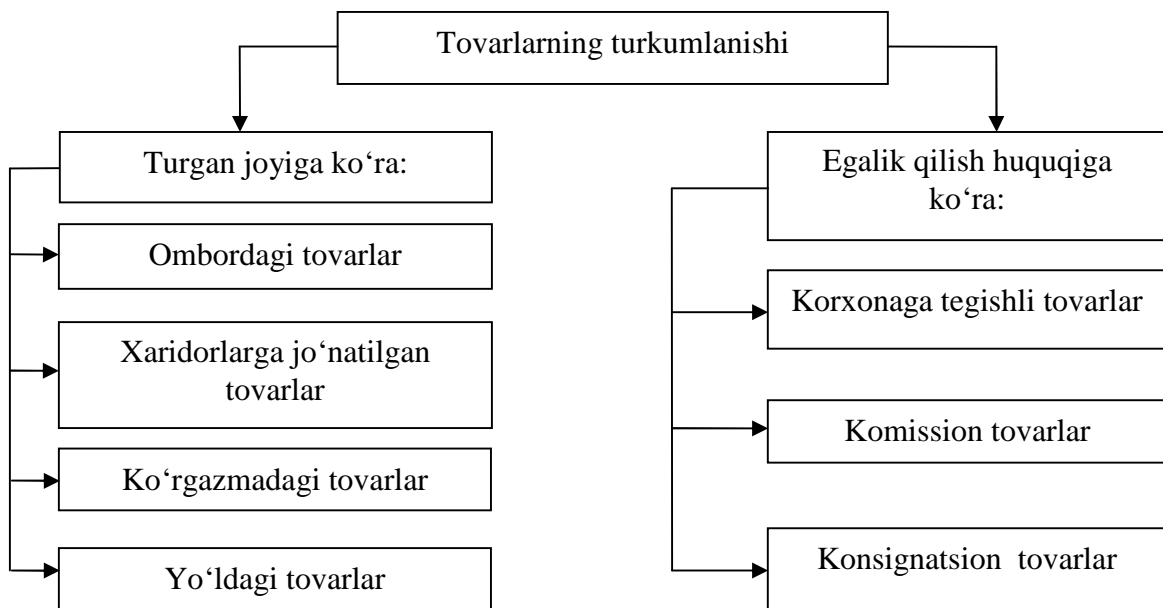 Tovarlarning turkumlanishi
Turgan joyiga ko‘ra:
Ombordagi tovarlar
Xaridorlarga jo‘natilgan
tovarlar
Ko‘rgazmadagi tovarlar
Yo‘ldagi tovarlar
Egalik qilish huquqiga
ko‘ra:
Korxonaga tegishli tovarlar
Komission tovarlar
Konsignatsion  tovarlar